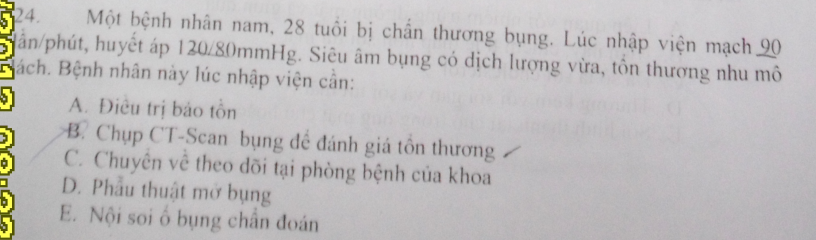 24. Một bệnh nhân nam, 28 tuổi bị chấn thương bụng. Lúc nhập viện mạch 90
lần/phút, huyết áp 120/80mmHg. Siêu âm bụng có dịch lượng vừa, tổn thương nhu mô
lách. Bệnh nhân này lúc nhập viện cần:
A. Điều trị bảo tồn
B. Chụp CT-Scan bụng để đánh giá tổn thương
C. Chuyển về theo dõi tại phòng bệnh của khoa
D. Phẫu thuật mở bụng
E. Nội soi ổ bụng chẩn đoán